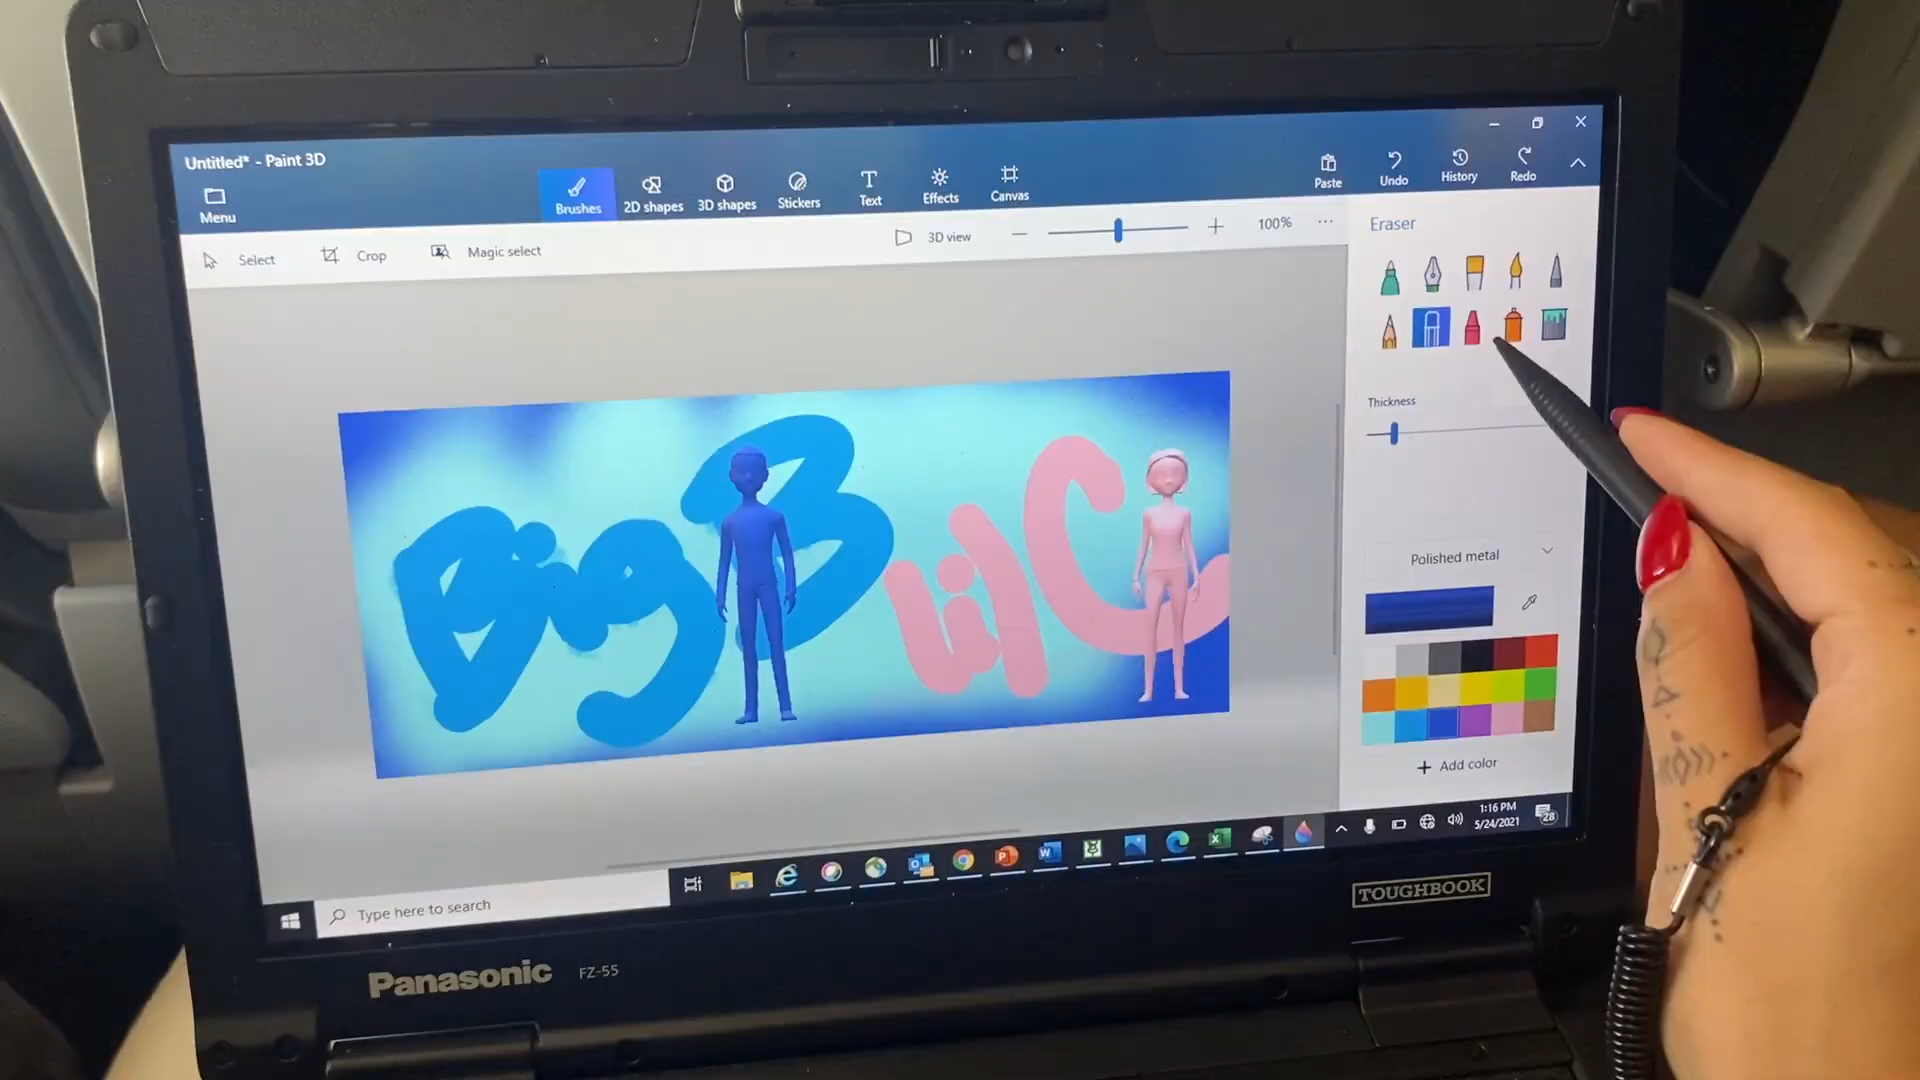 Untitled* - Paint 3D
Menu
Brushes
2D shapes
3D shapes
Stickers
Text
Effects
Canvas
Paste
Undo
History
Redo
Select
Crop
Magic select
3D view
100%
Eraser
Thickness
Polished metal
Add color
Big B
lil C
Type here to search
1:16 PM
5/24/2021
28
TOUGHBOOK
Panasonic FZ-55